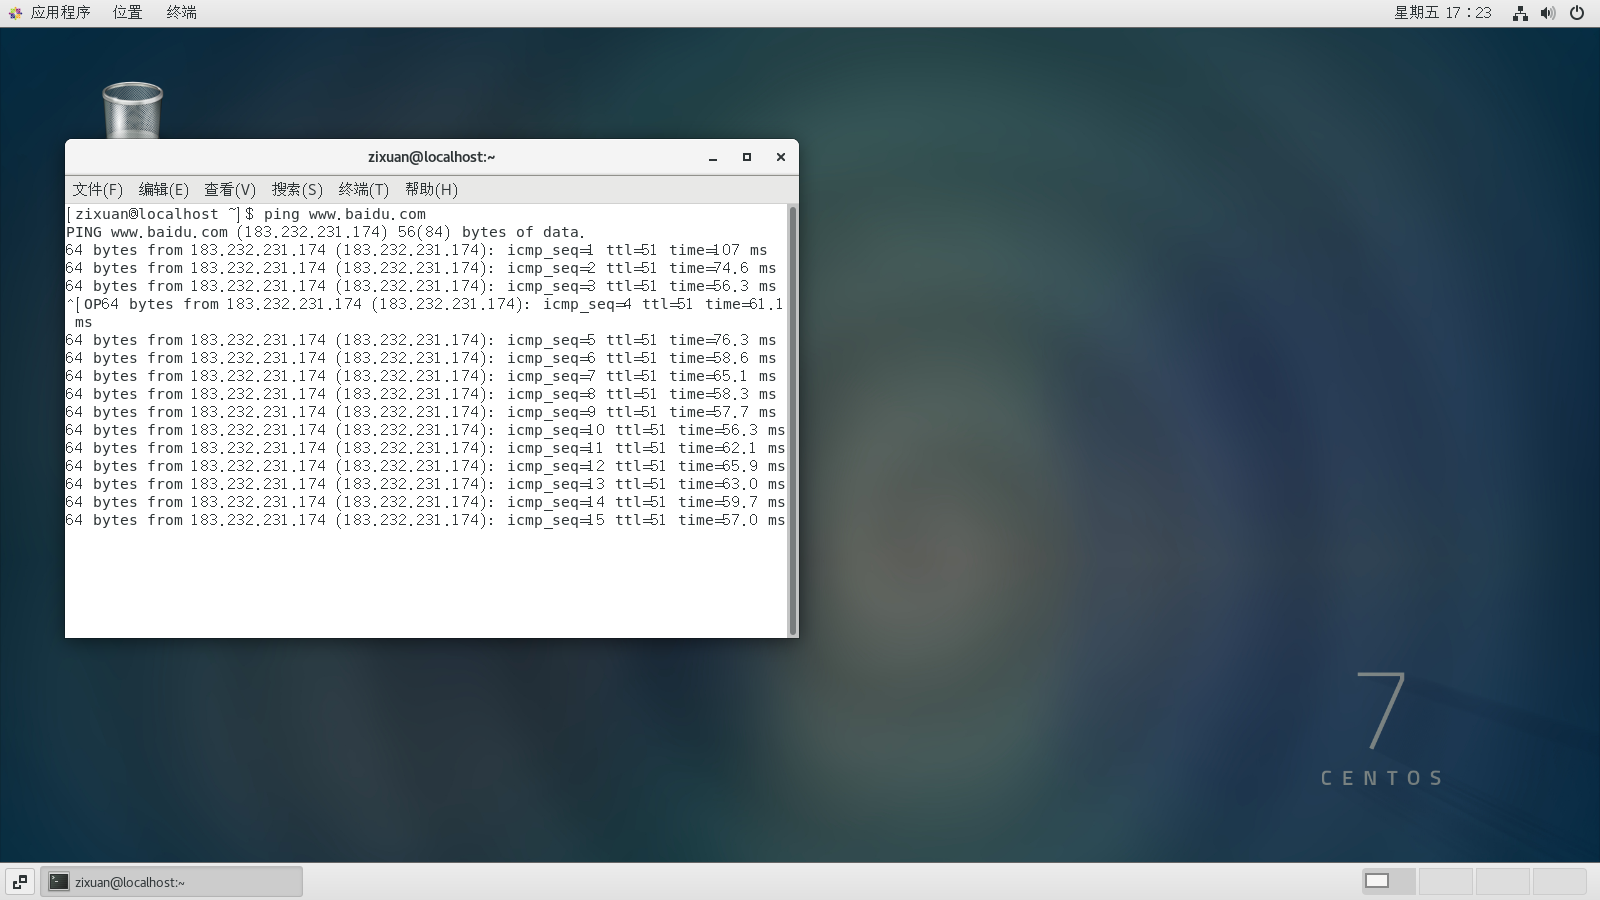 应用程序 位置 终端 星期五 17：23
zixuan@localhost:~
文件(F) 编辑(E) 查看(V) 搜索(S) 终端(T) 帮助(H)
[zixuan@localhost ~]$ ping www.baidu.com
PING www.baidu.com (183.232.231.174) 56(84) bytes of data.
64 bytes from 183.232.231.174 (183.232.231.174): icmp_seq=1 ttl=51 time=107 ms
64 bytes from 183.232.231.174 (183.232.231.174): icmp_seq=2 ttl=51 time=74.6 ms
64 bytes from 183.232.231.174 (183.232.231.174): icmp_seq=3 ttl=51 time=56.3 ms
^[OP64 bytes from 183.232.231.174 (183.232.231.174): icmp_seq=4 ttl=51 time=61.1
ms
64 bytes from 183.232.231.174 (183.232.231.174): icmp_seq=5 ttl=51 time=76.3 ms
64 bytes from 183.232.231.174 (183.232.231.174): icmp_seq=6 ttl=51 time=58.6 ms
64 bytes from 183.232.231.174 (183.232.231.174): icmp_seq=7 ttl=51 time=65.1 ms
64 bytes from 183.232.231.174 (183.232.231.174): icmp_seq=8 ttl=51 time=58.3 ms
64 bytes from 183.232.231.174 (183.232.231.174): icmp_seq=9 ttl=51 time=57.7 ms
64 bytes from 183.232.231.174 (183.232.231.174): icmp_seq=10 ttl=51 time=56.3 ms
64 bytes from 183.232.231.174 (183.232.231.174): icmp_seq=11 ttl=51 time=62.1 ms
64 bytes from 183.232.231.174 (183.232.231.174): icmp_seq=12 ttl=51 time=65.9 ms
64 bytes from 183.232.231.174 (183.232.231.174): icmp_seq=13 ttl=51 time=63.0 ms
64 bytes from 183.232.231.174 (183.232.231.174): icmp_seq=14 ttl=51 time=59.7 ms
64 bytes from 183.232.231.174 (183.232.231.174): icmp_seq=15 ttl=51 time=57.0 ms
7
CENTOS
zixuan@localhost:~